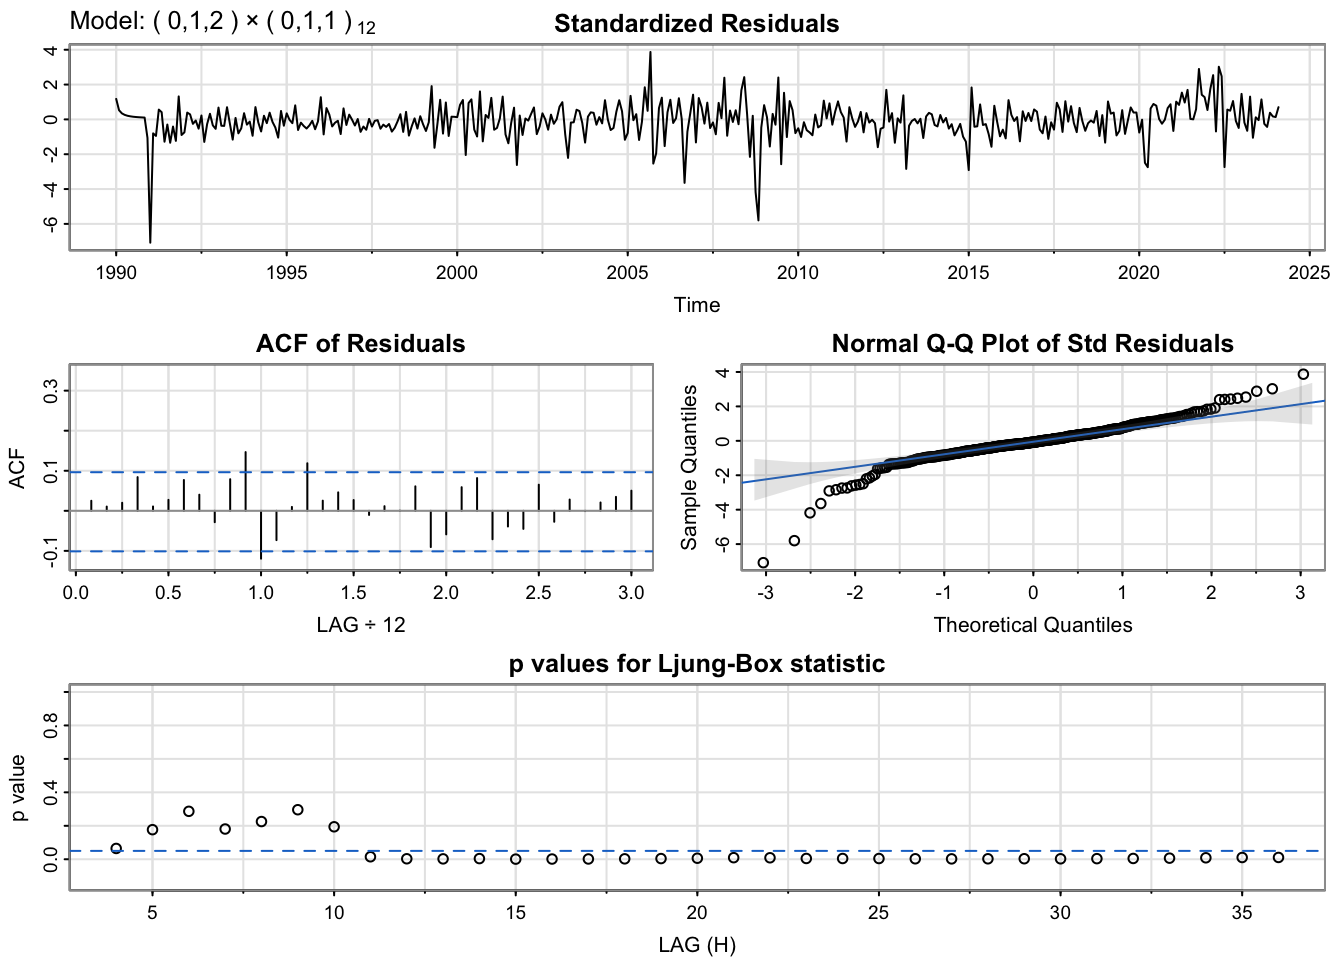 Model: ( 0,1,2 ) × ( 0,1,1 ) 12
Standardized Residuals
4
2
0
-2
-4
-6
1990 1995 2000 2005 2010 2015 2020 2025
Time
ACF of Residuals
ACF
0.3
0.1
-0.1
0.0 0.5 1.0 1.5 2.0 2.5 3.0
LAG ÷ 12
Normal Q-Q Plot of Std Residuals
Sample Quantiles
4
2
0
-2
-4
-6
-3 -2 -1 0 1 2 3
Theoretical Quantiles
p values for Ljung-Box statistic
p value
0.8
0.4
0.0
5 10 15 20 25 30 35
LAG (H)